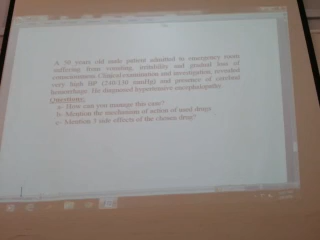 A 50 years old male patient admitted to emergency room
suffering from vomiting, irritability and gradual loss of
consciousness. Clinical examination and investigation, revealed
very high BP (240/130 mmHg) and presence of cerebral
hemorrhage. He diagnosed hypertensive encephalopathy.
Questions:
a- How can you manage this case?
b- Mention the mechanism of action of used drugs.
c- Mention 3 side effects of the chosen drug?